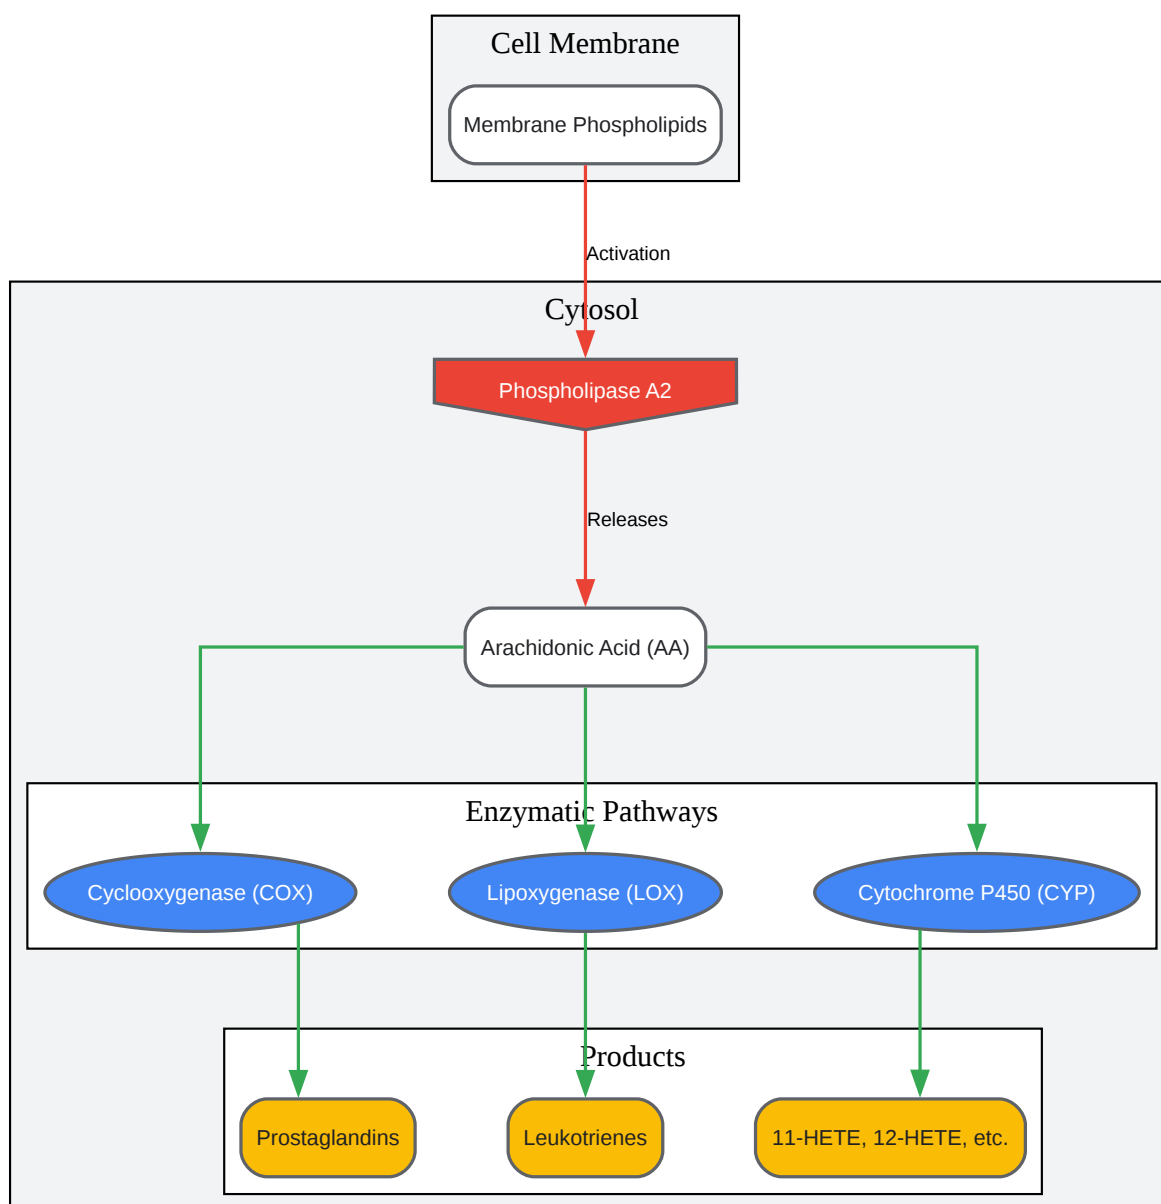 Cell Membrane
Membrane Phospholipids
Activation
Cytosol
Phospholipase A2
Releases
Arachidonic Acid (AA)
Enzymatic Pathways
Cyclooxygenase (COX)
Lipoxygenase (LOX)
Cytochrome P450 (CYP)
Products
Prostaglandins
Leukotrienes
11-HETE, 12-HETE, etc.